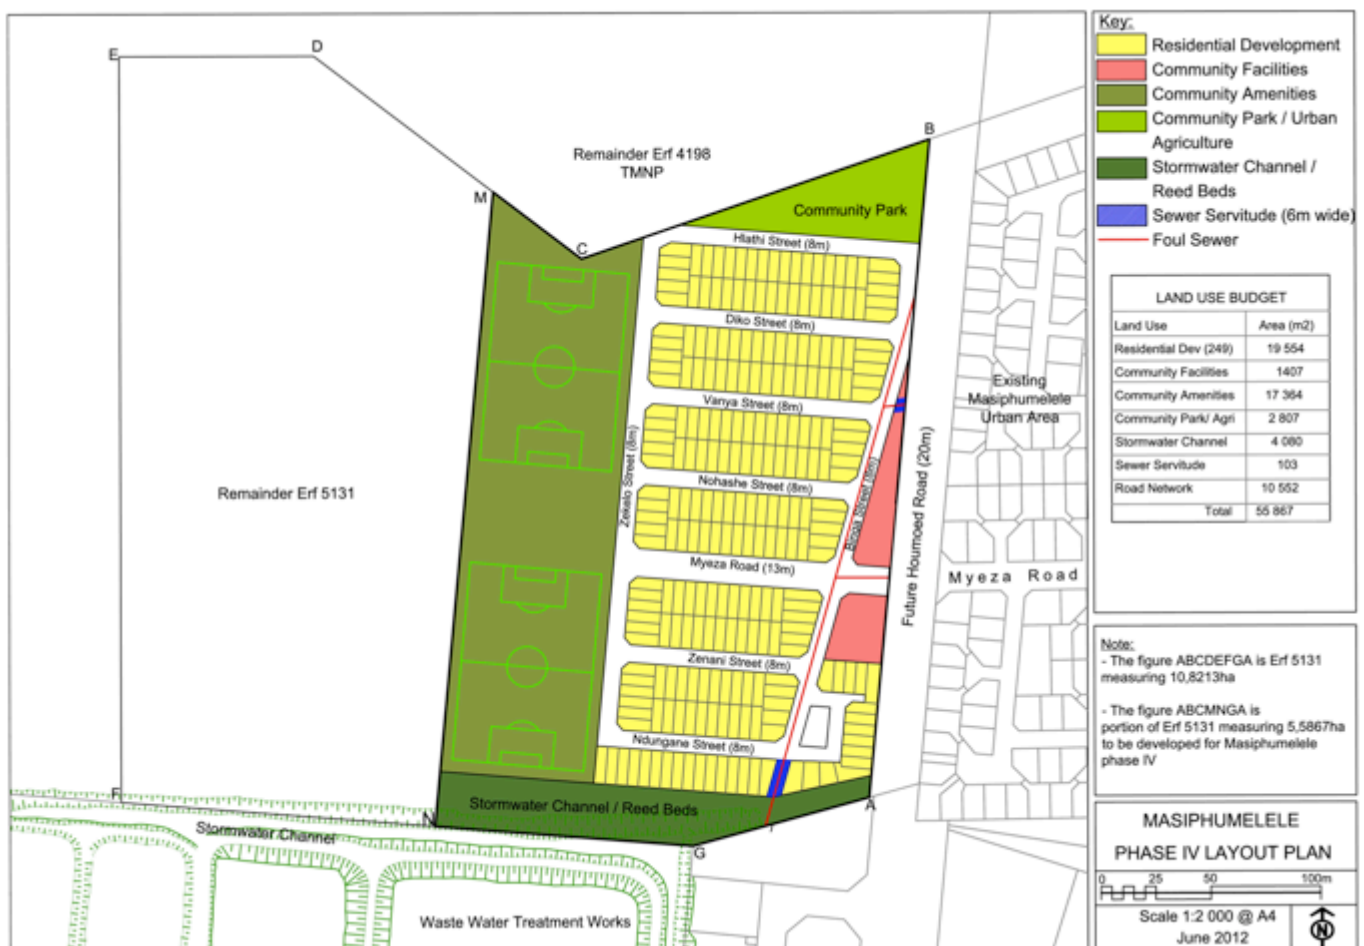 E
D
B
Remainder Erf 4198
TMNP
M
C
Community Park
Hlathi Street (8m)
Diko Street (8m)
Vanya Street (8m)
Nohashe Street (8m)
Myeza Road (13m)
Zenani Street (8m)
Ndungane Street (8m)
Zekalo Street (8m)
Street (8m)
Future Houmoed Road (20m)
Existing
Masiphumelele
Urban Area
Myeza Road
Remainder Erf 5131
F
N
G
A
Stormwater Channel / Reed Beds
Stormwater Channel
Waste Water Treatment Works
Key:
Residential Development
Community Facilities
Community Amenities
Community Park / Urban
Agriculture
Stormwater Channel /
Reed Beds
Sewer Servitude (6m wide)
Foul Sewer
LAND USE BUDGET
Land Use Area (m2)
Residential Dev (249) 19 554
Community Facilities 1407
Community Amenities 17 364
Community Park/ Agri 2 807
Stormwater Channel 4 080
Sewer Servitude 103
Road Network 10 552
Total 55 867
Note:
- The figure ABCDEFGA is Erf 5131
measuring 10,8213ha
- The figure ABCMNGA is
portion of Erf 5131 measuring 5,5867ha
to be developed for Masiphumelele
phase IV
MASIPHUMELELE
PHASE IV LAYOUT PLAN
0 25 50 100m
Scale 1:2 000 @ A4
June 2012
N